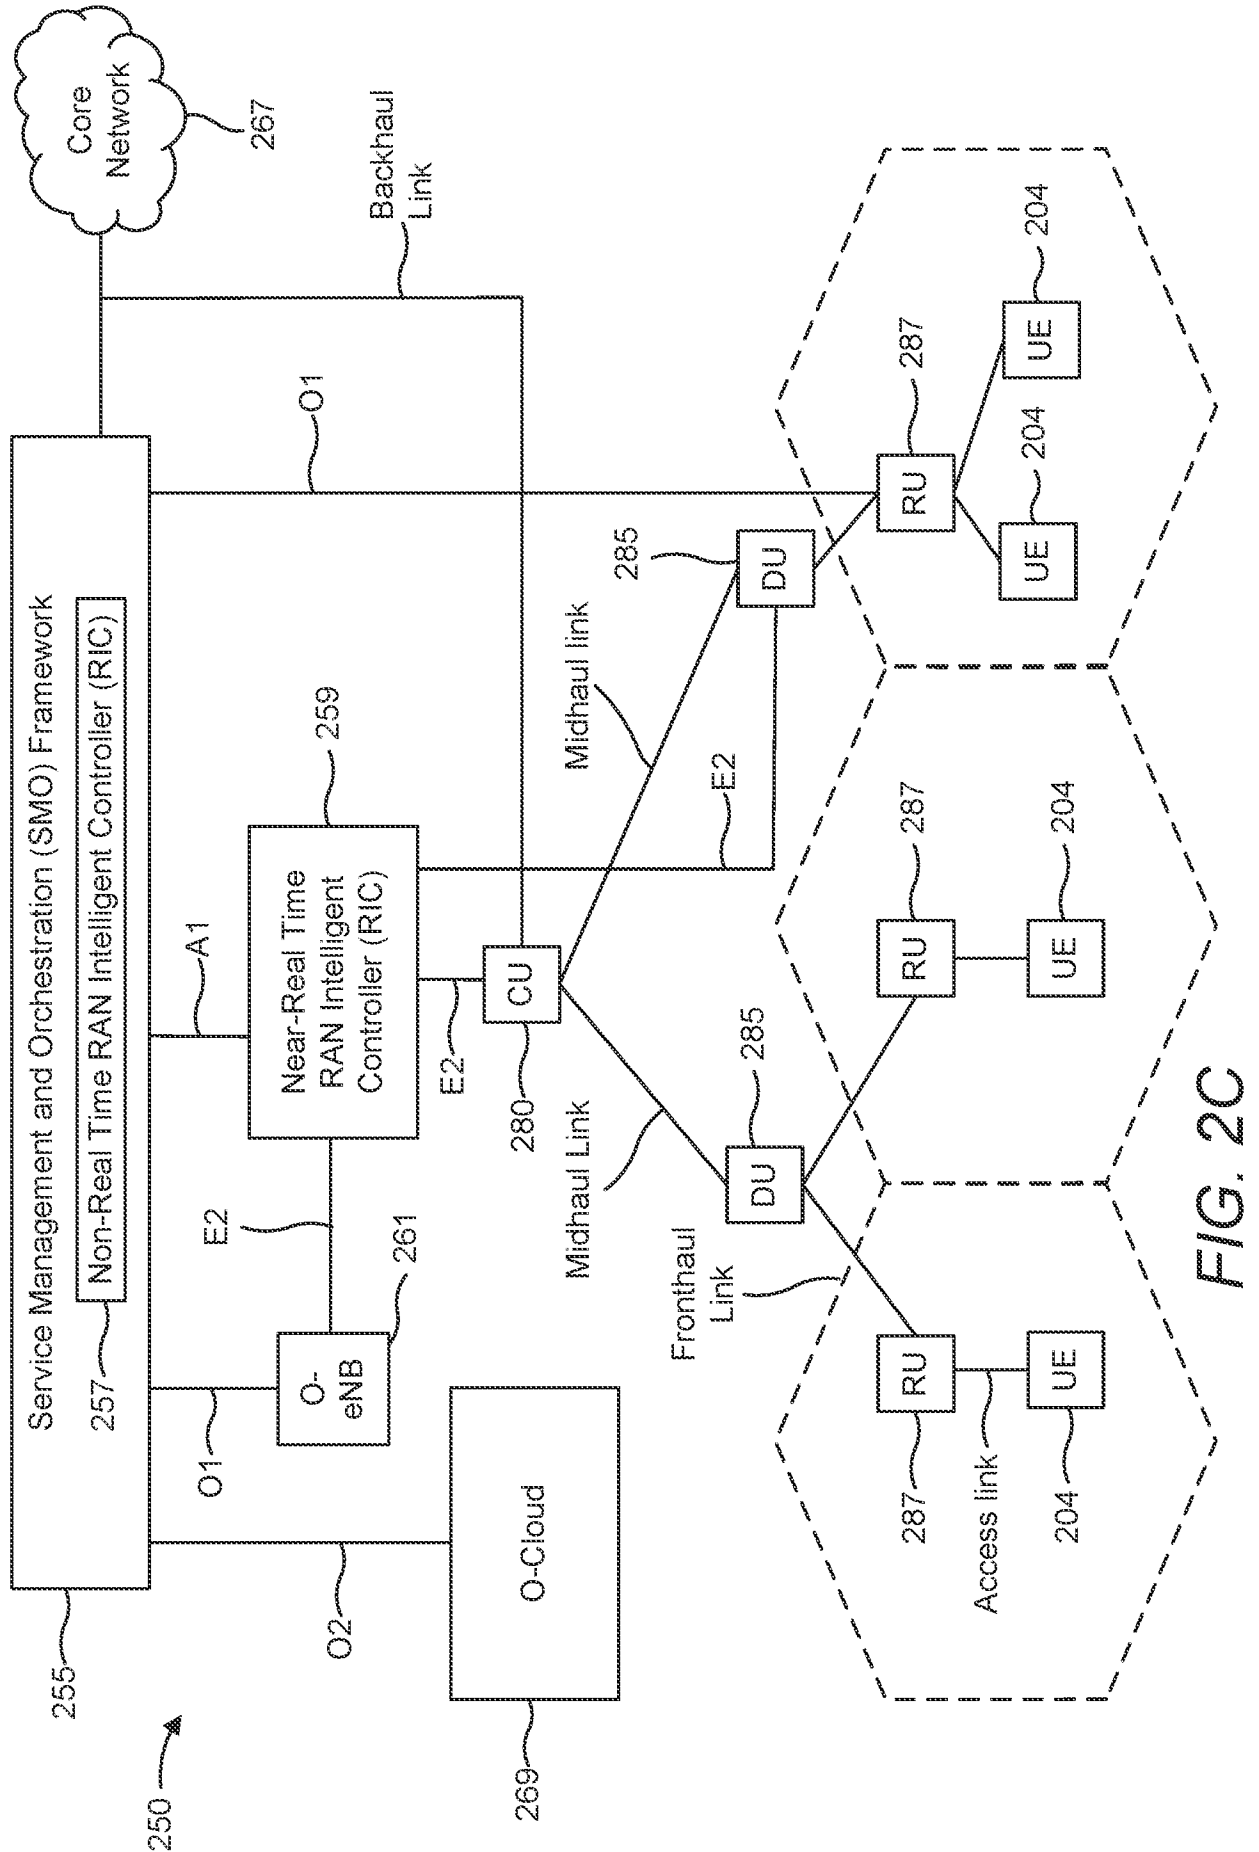 250
255
Service Management and Orchestration (SMO) Framework
257
Non-Real Time RAN Intelligent Controller (RIC)
Core
Network
267
O2
O1
A1
O1
Backhaul
Link
O-
eNB
261
E2
Near-Real Time
RAN Intelligent
Controller (RIC)
259
269
O-Cloud
E2
280
CU
Midhaul Link
Midhaul link
E2
285
DU
285
DU
Fronthaul
Link
287
RU
RU
287
RU
287
Access link
204
UE
UE
204
UE
204
UE
204
FIG. 2C